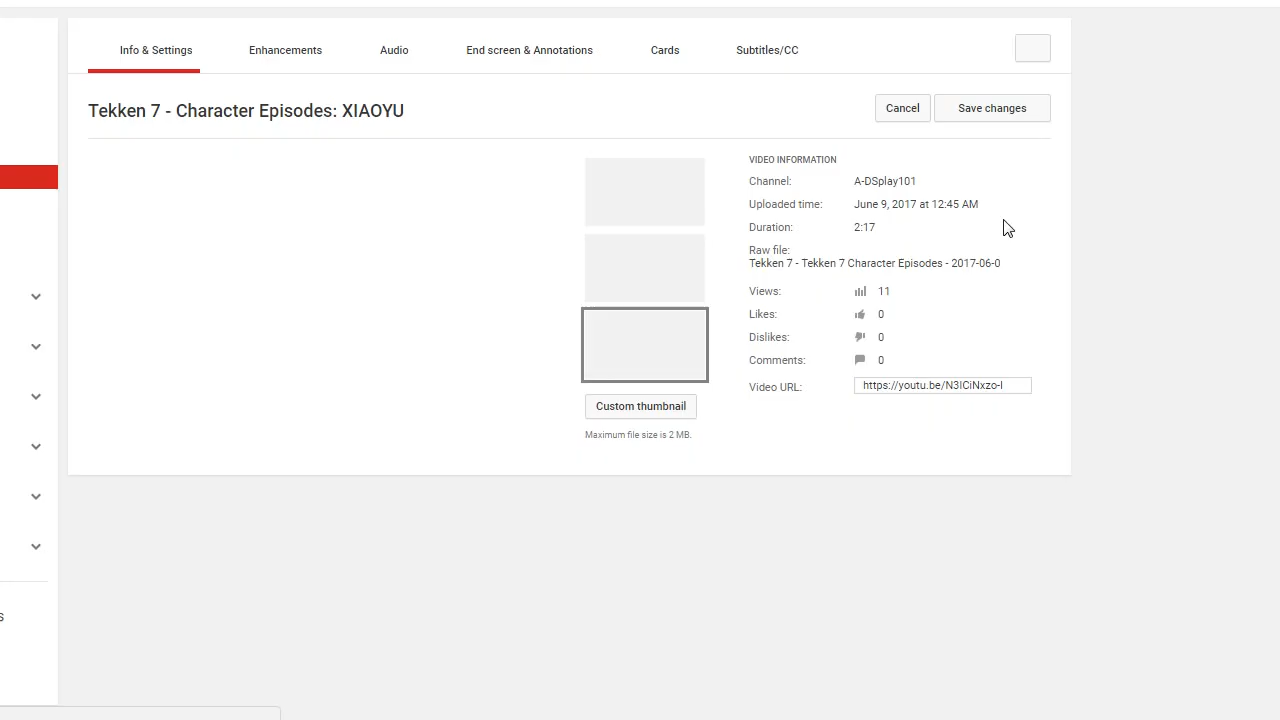 Info & Settings Enhancements Audio End screen & Annotations Cards Subtitles/CC
Tekken 7 - Character Episodes: XIAOYU
Cancel Save changes
VIDEO INFORMATION
Channel: A-DSplay101
Uploaded time: June 9, 2017 at 12:45 AM
Duration: 2:17
Raw file:
Tekken 7 - Tekken 7 Character Episodes - 2017-06-0
Views: 11
Likes: 0
Dislikes: 0
Comments: 0
Video URL: https://youtu.be/N3ICiNxzo-I
Custom thumbnail
Maximum file size is 2 MB.
s